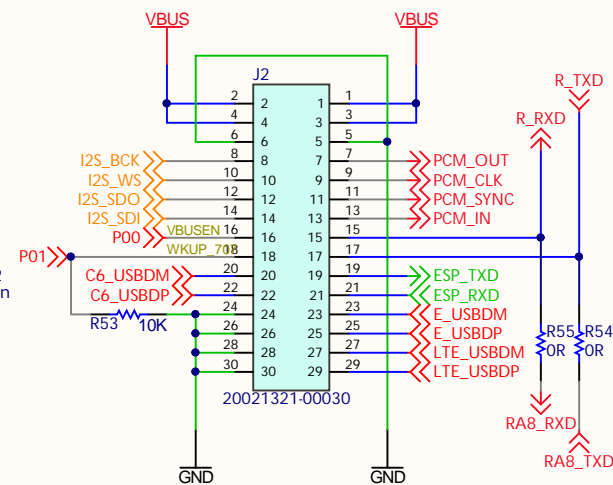 VBUS VBUS
J2 R_TXD
R_RXD
2 2 1 1
4 4 3 3
6 6 5 5
I2S_BCK 8 8 7 7 PCM_OUT
I2S_WS 10 10 9 9 PCM_CLK
I2S_SDO 12 12 11 11 PCM_SYNC
I2S_SDI 14 14 13 13 PCM_IN
P00 VBUSEN 16 16 15 15
P01 18 18 17 17
C6_USBDM 20 20 19 19 ESP_TXD
C6_USBDP 22 22 21 21 ESP_RXD
24 24 23 23 E_USBDM
R53 10K 26 26 25 25 E_USBDP R55 R54
28 28 27 27 LTE_USBDM 0R 0R
30 30 29 29 LTE_USBDP
20021321-00030
RA8_RXD
RA8_TXD
GND GND